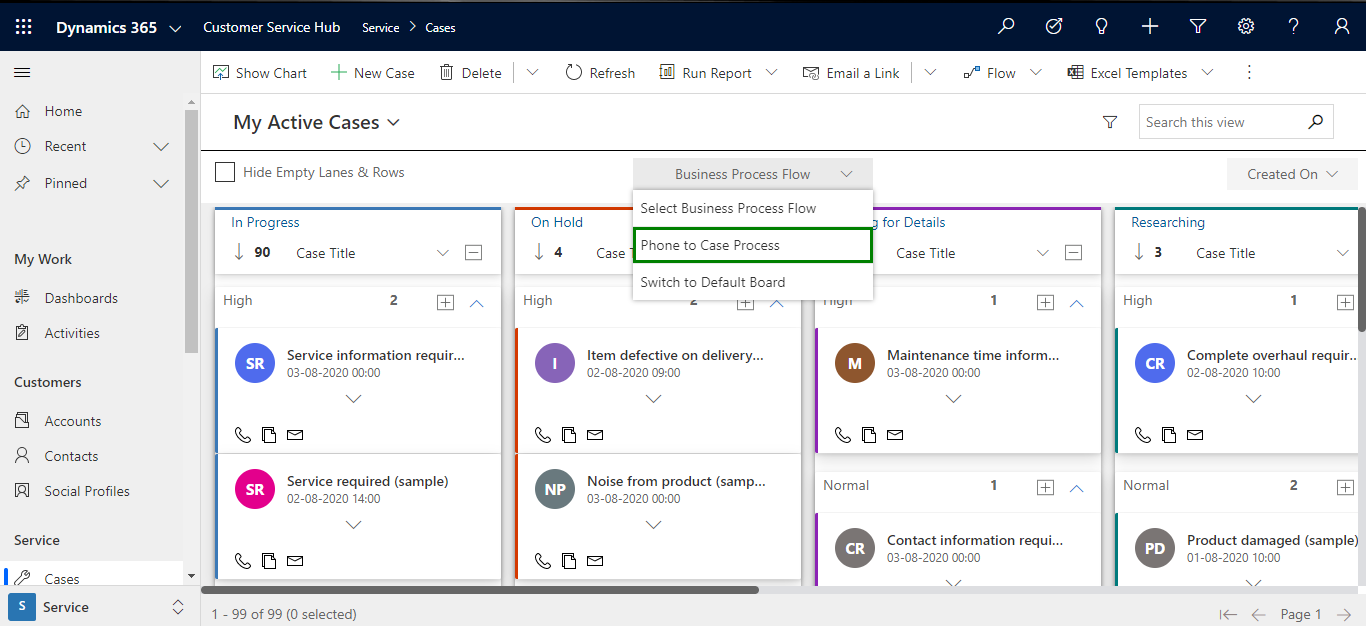 Dynamics 365
Customer Service Hub
Service > Cases
Show Chart
New Case
Delete
Refresh
Run Report
Email a Link
Flow
Excel Templates
Home
Recent
Pinned
My Work
Dashboards
Activities
Customers
Accounts
Contacts
Social Profiles
Service
Cases
S Service
My Active Cases
Search this view
Hide Empty Lanes & Rows
Business Process Flow
Created On
Select Business Process Flow
Phone to Case Process
Switch to Default Board
In Progress
90 Case Title
High 2
SR Service information requir...
03-08-2020 00:00
SR Service required (sample)
02-08-2020 14:00
On Hold
4
High 2
I Item defective on delivery...
02-08-2020 09:00
NP Noise from product (samp...
03-08-2020 00:00
for Details
Case Title
High 1
M Maintenance time inform...
03-08-2020 00:00
Normal 1
CR Contact information requi...
03-08-2020 00:00
Researching
3 Case Title
High 1
CR Complete overhaul requir...
02-08-2020 10:00
Normal 2
PD Product damaged (sample)
01-08-2020 10:00
1 - 99 of 99 (0 selected)
Page 1